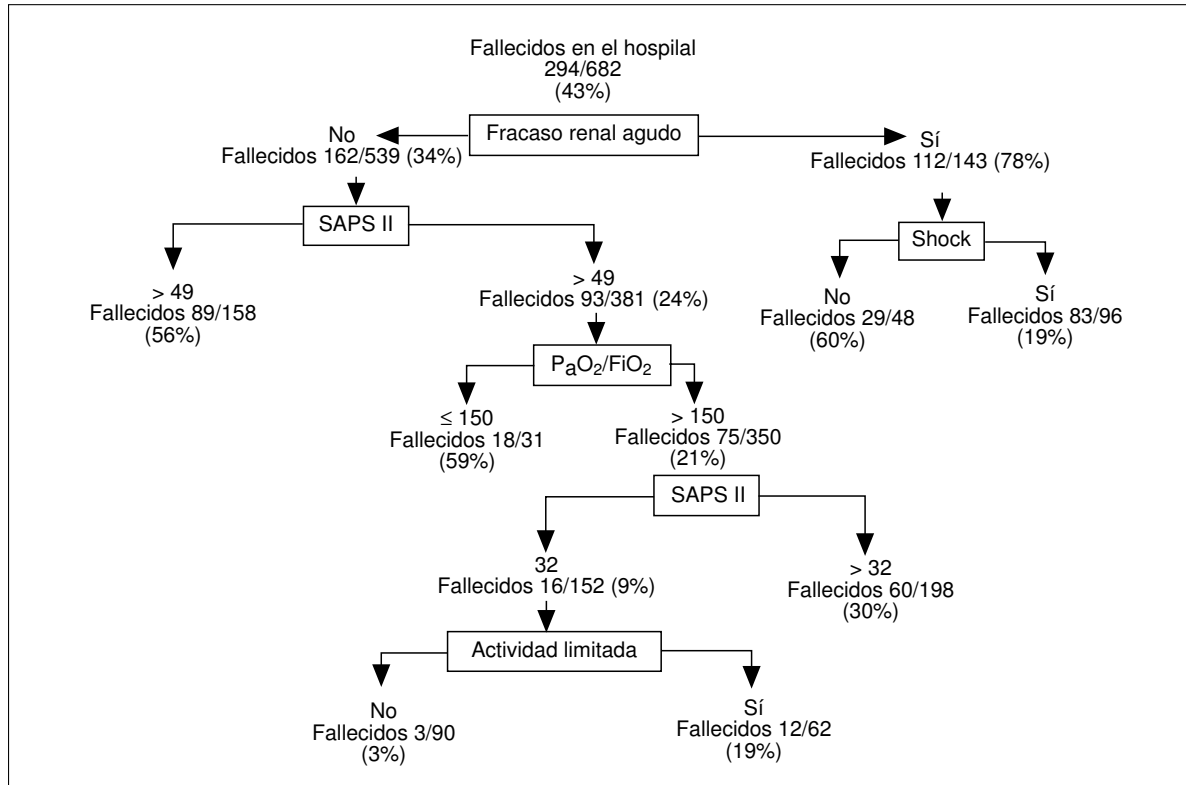 Fallecidos en el hospilal
294/682
(43%)
Fracaso renal agudo
No
Fallecidos 162/539 (34%)
Sí
Fallecidos 112/143 (78%)
SAPS II
Shock
> 49
Fallecidos 89/158
(56%)
> 49
Fallecidos 93/381 (24%)
No
Fallecidos 29/48
(60%)
Sí
Fallecidos 83/96
(19%)
PaO₂/FiO₂
≤ 150
Fallecidos 18/31
(59%)
> 150
Fallecidos 75/350
(21%)
SAPS II
32
Fallecidos 16/152 (9%)
> 32
Fallecidos 60/198
(30%)
Actividad limitada
No
Fallecidos 3/90
(3%)
Sí
Fallecidos 12/62
(19%)